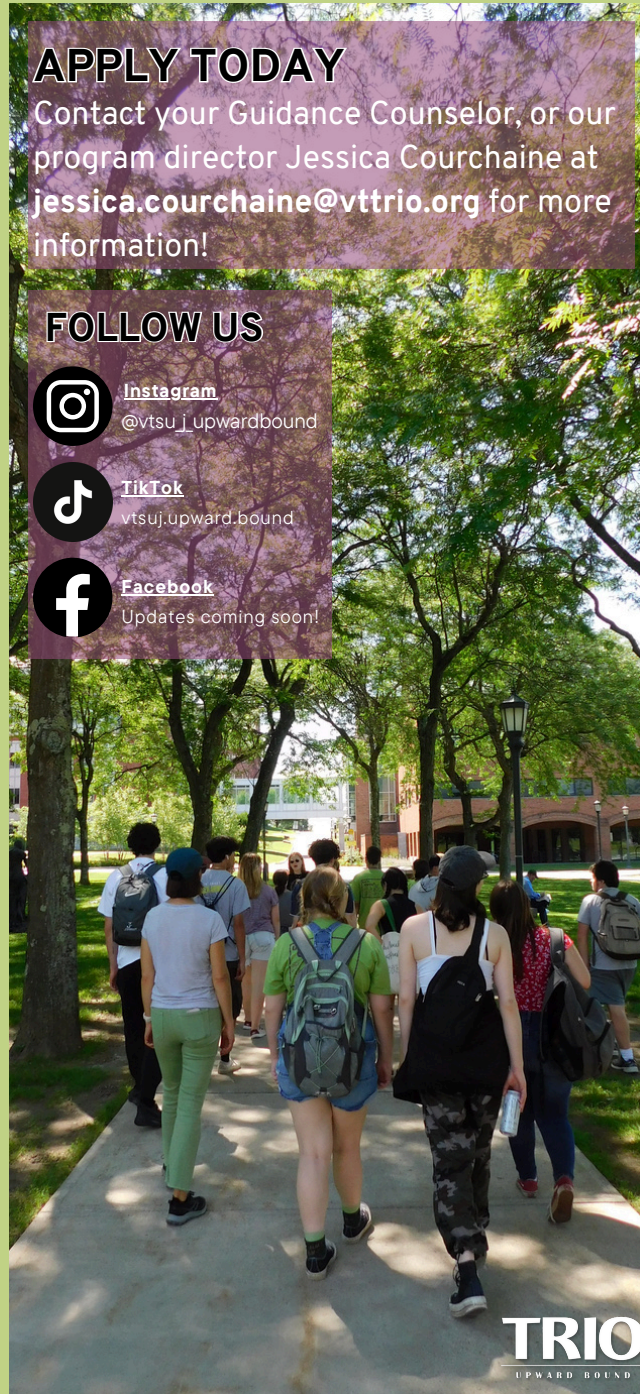 APPLY TODAY
Contact your Guidance Counselor, or our
program director Jessica Courchaine at
jessica.courchaine@vttrio.org for more
information!
FOLLOW US
Instagram
@vtsu_j_upwardbound
TikTok
vtsuj.upward.bound
Facebook
Updates coming soon!
TRIO
UPWARD BOUND